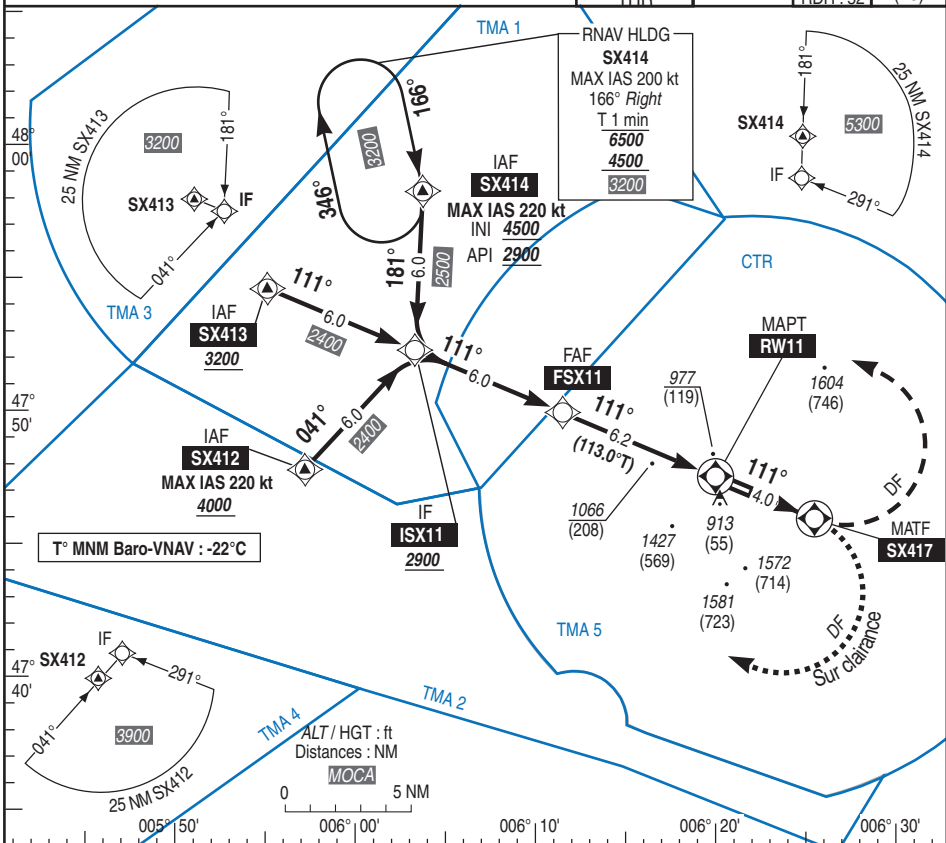 THR
RDH : 52
TMA 1
RNAV HLDG
SX414
MAX IAS 200 kt
166° Right
T 1 min
6500
4500
3200
25 NM SX413
3200
181°
SX413
IF
041°
TMA 3
48°
00'
166°
3200
346°
IAF
SX414
MAX IAS 220 kt
INI 4500
API 2900
181°
6.0
2500
181°
SX414
5300
25 NM SX414
IF
291°
CTR
IAF
SX413
3200
111°
6.0
2400
111°
6.0
FAF
FSX11
MAPT
RW11
977
(119)
1604
(746)
47°
50'
IAF
SX412
MAX IAS 220 kt
4000
041°
6.0
2400
111°
6.2
(113.0°T)
111°
4.0
DF
MATF
SX417
IF
ISX11
2900
1066
(208)
1427
(569)
913
(55)
1572
(714)
1581
(723)
T° MNM Baro-VNAV : -22°C
TMA 5
DF
Sur clairance
47°
40'
IF
SX412
291°
041°
3900
25 NM SX412
TMA 4
TMA 2
ALT / HGT : ft
Distances : NM
MOCA
0 5 NM
005° 50' 006° 00' 006° 10' 006° 20' 006° 30'